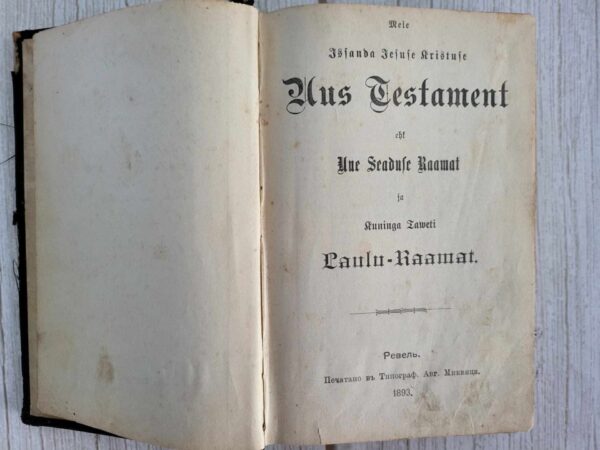 Meie
Issanda Jesuse Kristuse
Uus Testament
ehk
Uue Seaduse Raamat
ja
Kuninga Taweti
Laulu-Raamat.
Ревель.
Печатано въ Типограф. Авг. Миквица.
1893.